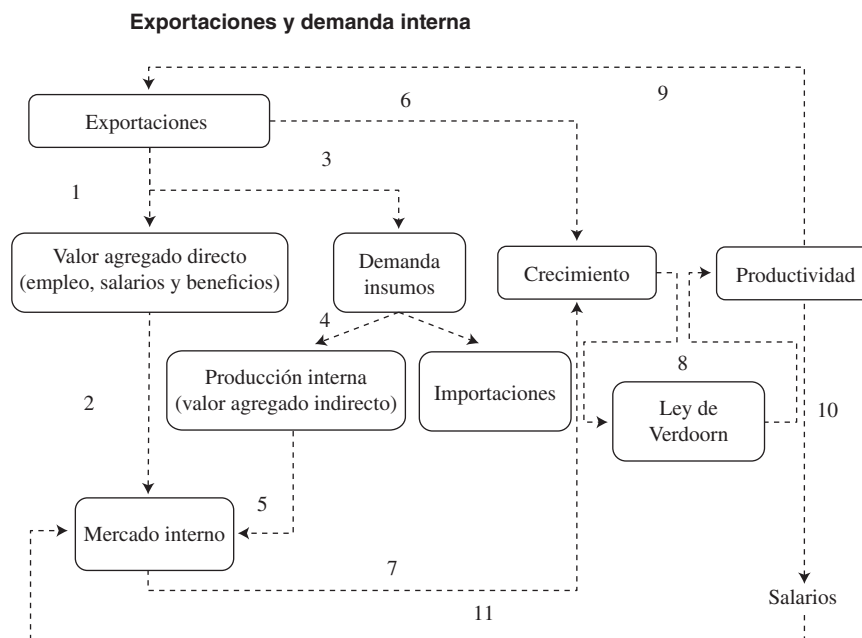 Exportaciones y demanda interna
9
6
Exportaciones
3
1
Valor agregado directo
(empleo, salarios y beneficios)
Demanda
insumos
Crecimiento
Productividad
4
Producción interna
(valor agregado indirecto)
Importaciones
8
Ley de
Verdoorn
2
10
5
Mercado interno
7
11
Salarios